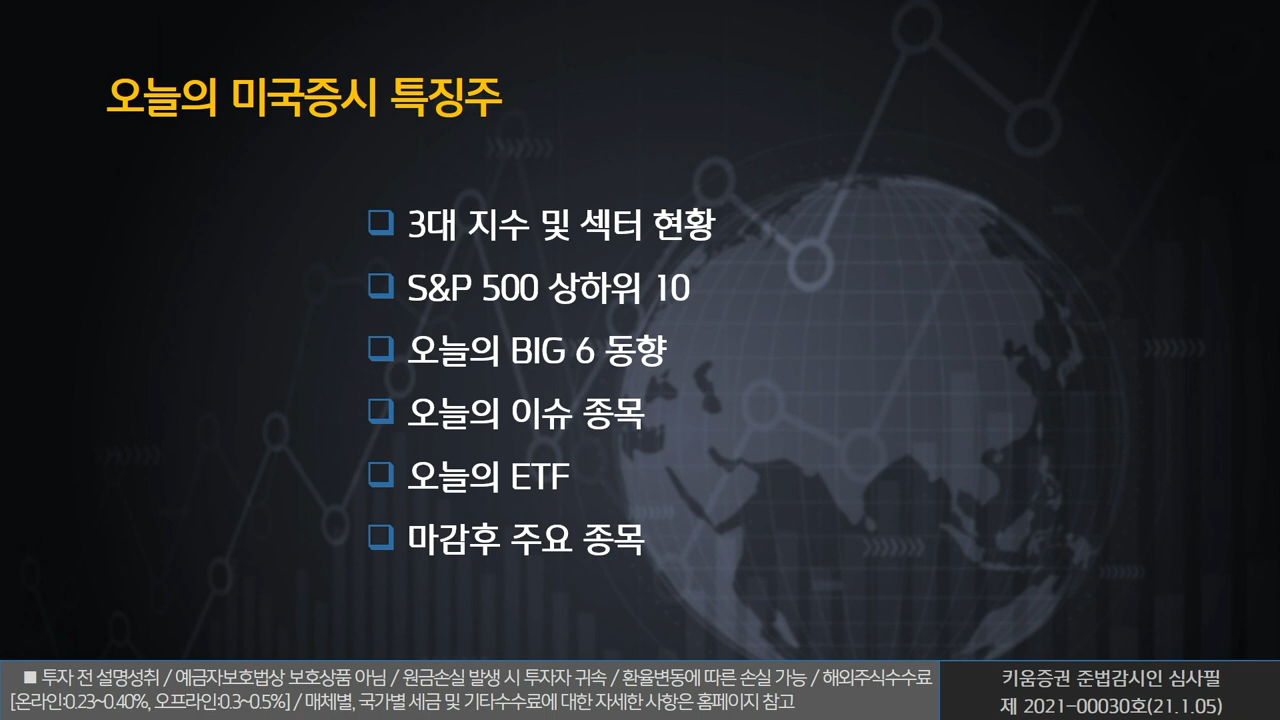 오늘의 미국증시 특징주
❑ 3대 지수 및 섹터 현황
❑ S&P 500 상하위 10
❑ 오늘의 BIG 6 동향
❑ 오늘의 이슈 종목
❑ 오늘의 ETF
❑ 마감후 주요 종목
■ 투자 전 설명성취 / 예금자보호법상 보호상품 아님 / 원금손실 발생 시 투자자 귀속 / 환율변동에 따른 손실 가능 / 해외주식수수료
[온라인:0.23~0.40%, 오프라인:0.3~0.5%] / 매체별, 국가별 세금 및 기타수수료에 대한 자세한 사항은 홈페이지 참고
키움증권 준법감시인 심사필
제 2021-00030호(21.1.05)